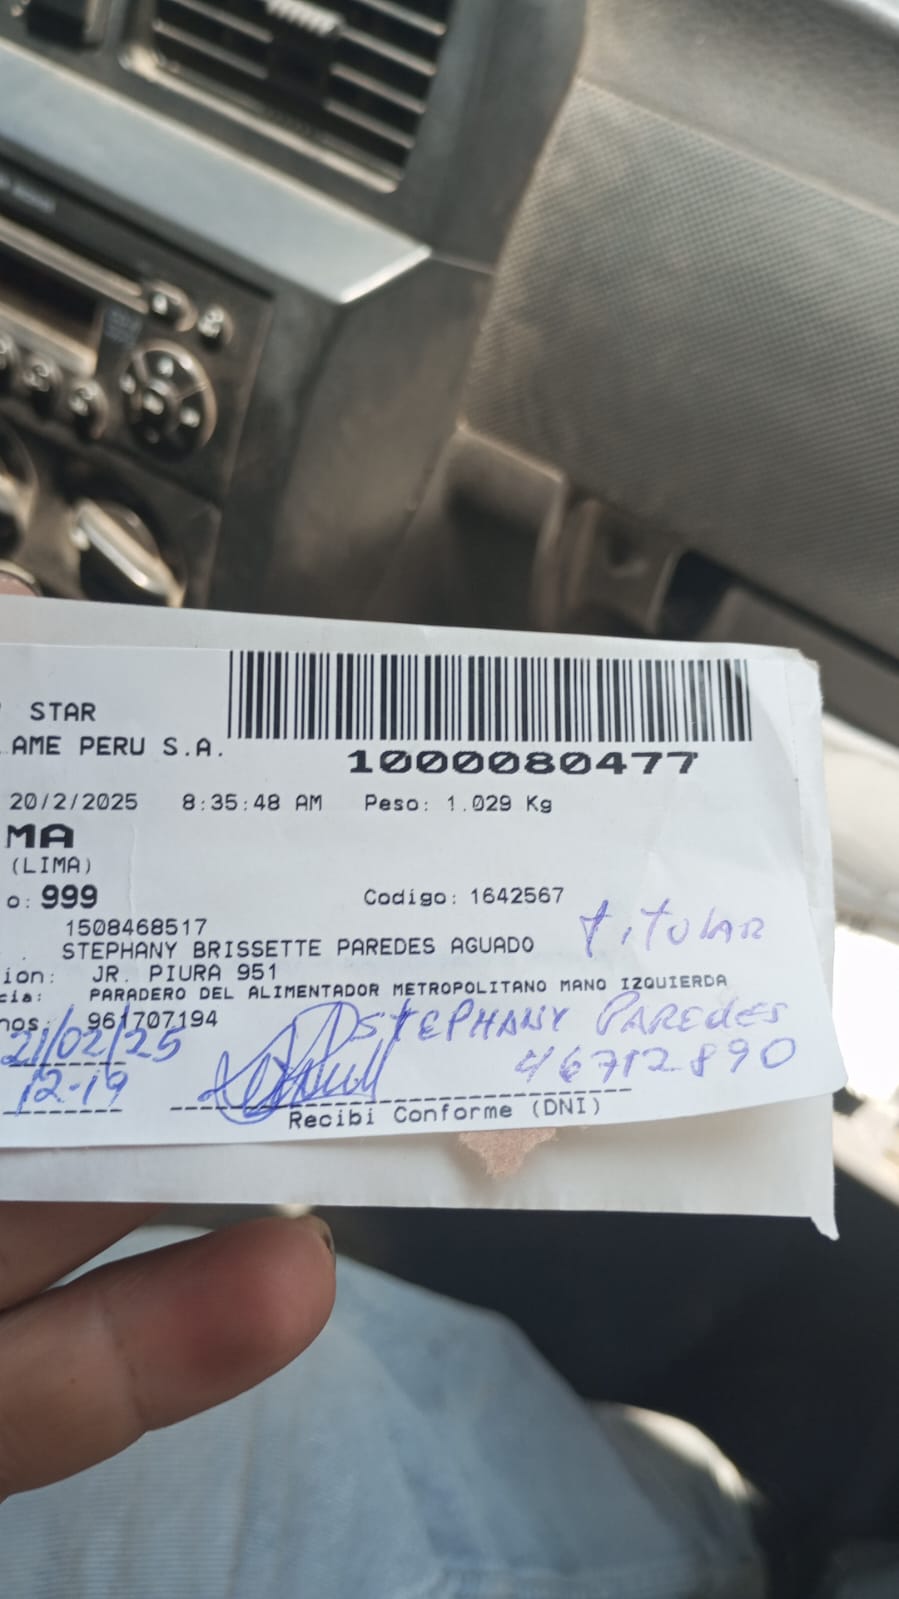 STAR
AME PERU S.A.
1000080477
20/2/2025 8:35:48 AM Peso: 1.029 Kg
MA
(LIMA)
o: 999 Codigo: 1642567
1508468517
titular
STEPHANY BRISSETTE PAREDES AGUADO
ion: JR. PIURA 951
cia: PARADERO DEL ALIMENTADOR METROPOLITANO MANO IZQUIERDA
nos: 961707194
STEPHANY PAREDES
21/02/25
46712890
12-19
Recibi Conforme (DNI)